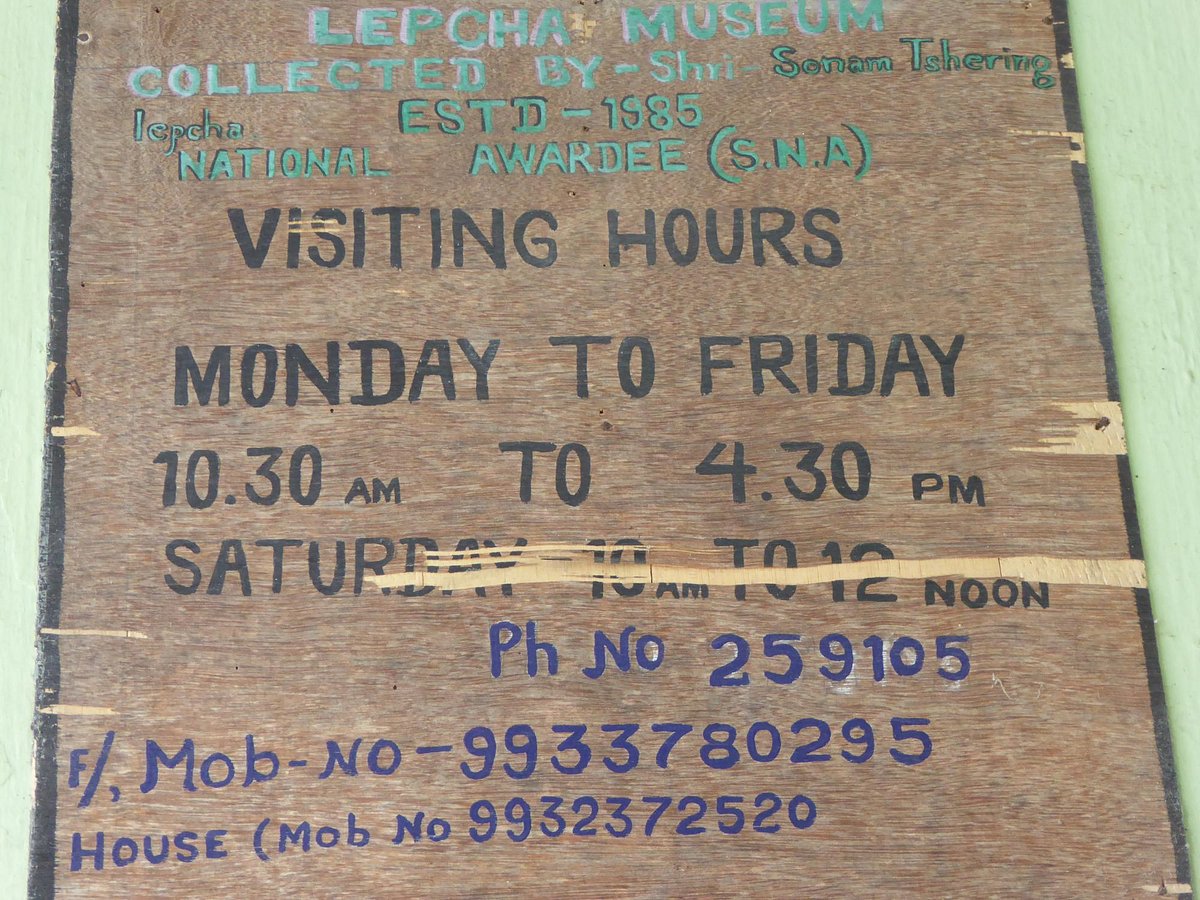 LEPCHA MUSEUM
COLLECTED BY - Shri - Sonam Tshering
lepcha ESTD - 1985
NATIONAL AWARDEE (S.N.A)
VISITING HOURS
MONDAY TO FRIDAY
10.30 AM TO 4.30 PM
SATURDAY - 10 AM TO 12 NOON
Ph No 259105
F/, Mob-No - 9933780295
HOUSE (Mob No 9932372520